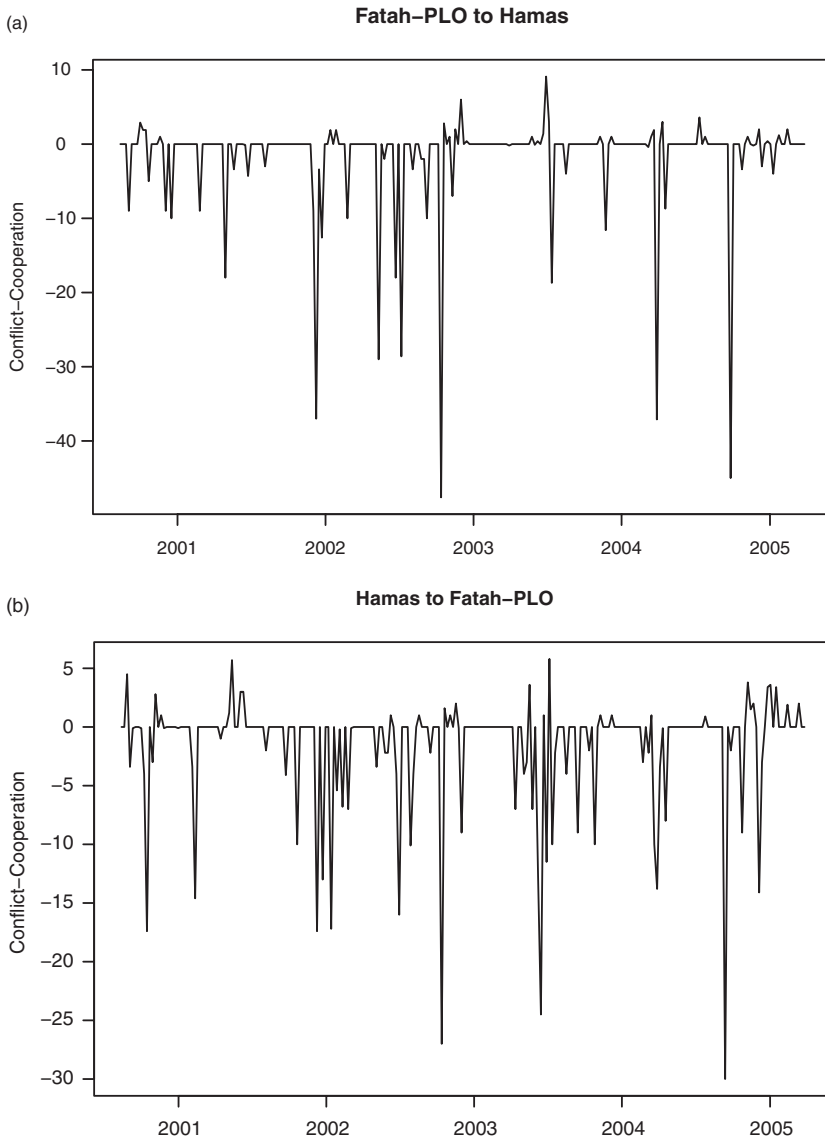 (a)
Fatah–PLO to Hamas
Conflict–Cooperation
10
0
−10
−20
−30
−40
2001 2002 2003 2004 2005
(b)
Hamas to Fatah–PLO
Conflict–Cooperation
5
0
−5
−10
−15
−20
−25
−30
2001 2002 2003 2004 2005